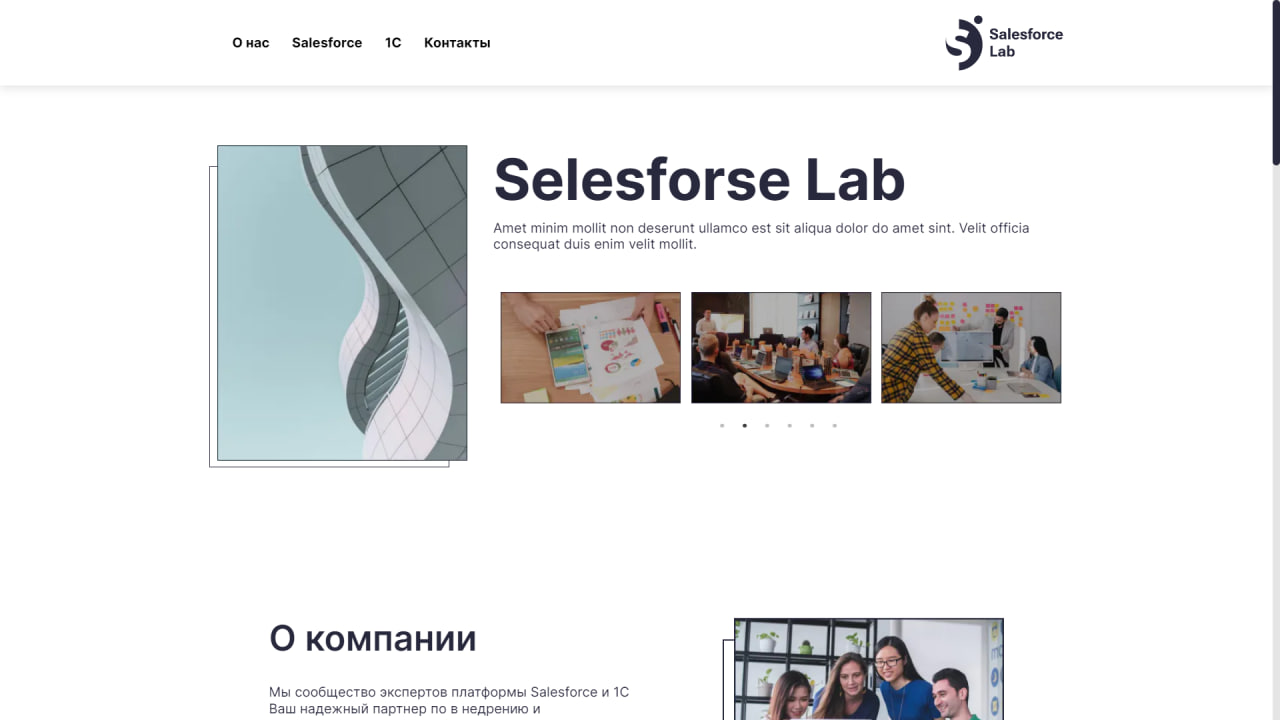 О нас
Salesforce
1С
Контакты
Salesforce
Lab
Selesforse Lab
Amet minim mollit non deserunt ullamco est sit aliqua dolor do amet sint. Velit officia
consequat duis enim velit mollit.
О компании
Мы сообщество экспертов платформы Salesforce и 1С
Ваш надежный партнер по в недрению и